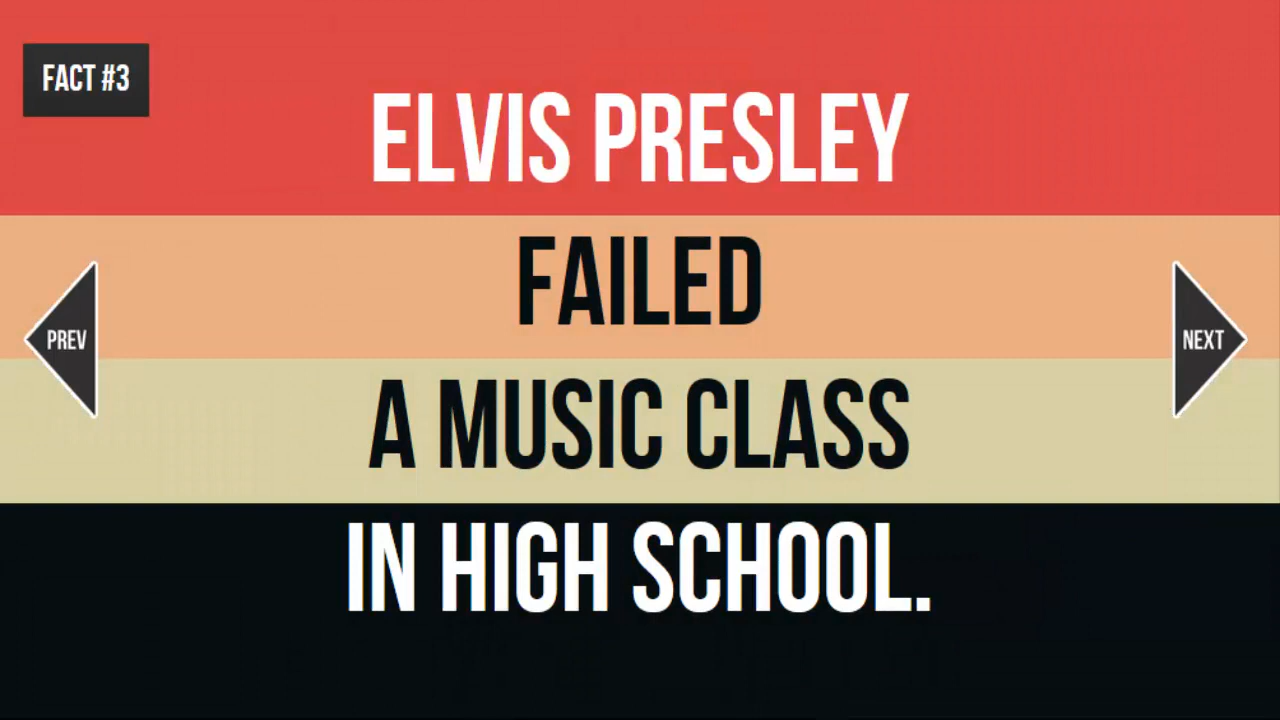 FACT #3
ELVIS PRESLEY
FAILED
PREV
NEXT
A MUSIC CLASS
IN HIGH SCHOOL.